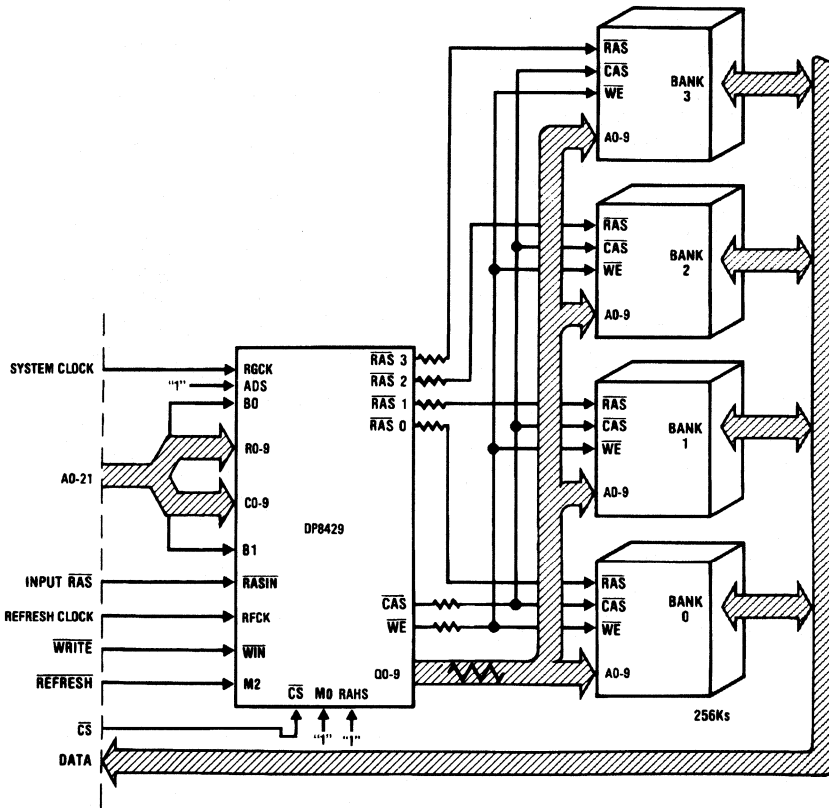 RAS
CAS
WE
A0-9
BANK
3
RAS
CAS
WE
A0-9
BANK
2
RAS
CAS
WE
A0-9
BANK
1
RAS
CAS
WE
A0-9
BANK
0
256Ks
SYSTEM CLOCK
"1"
A0-21
INPUT RAS
REFRESH CLOCK
WRITE
REFRESH
CS
DATA
RGCK
ADS
B0
R0-9
C0-9
B1
RASIN
RFCK
WIN
M2
DP8429
RAS 3
RAS 2
RAS 1
RAS 0
CAS
WE
Q0-9
CS M0 RAHS
"1" "1"